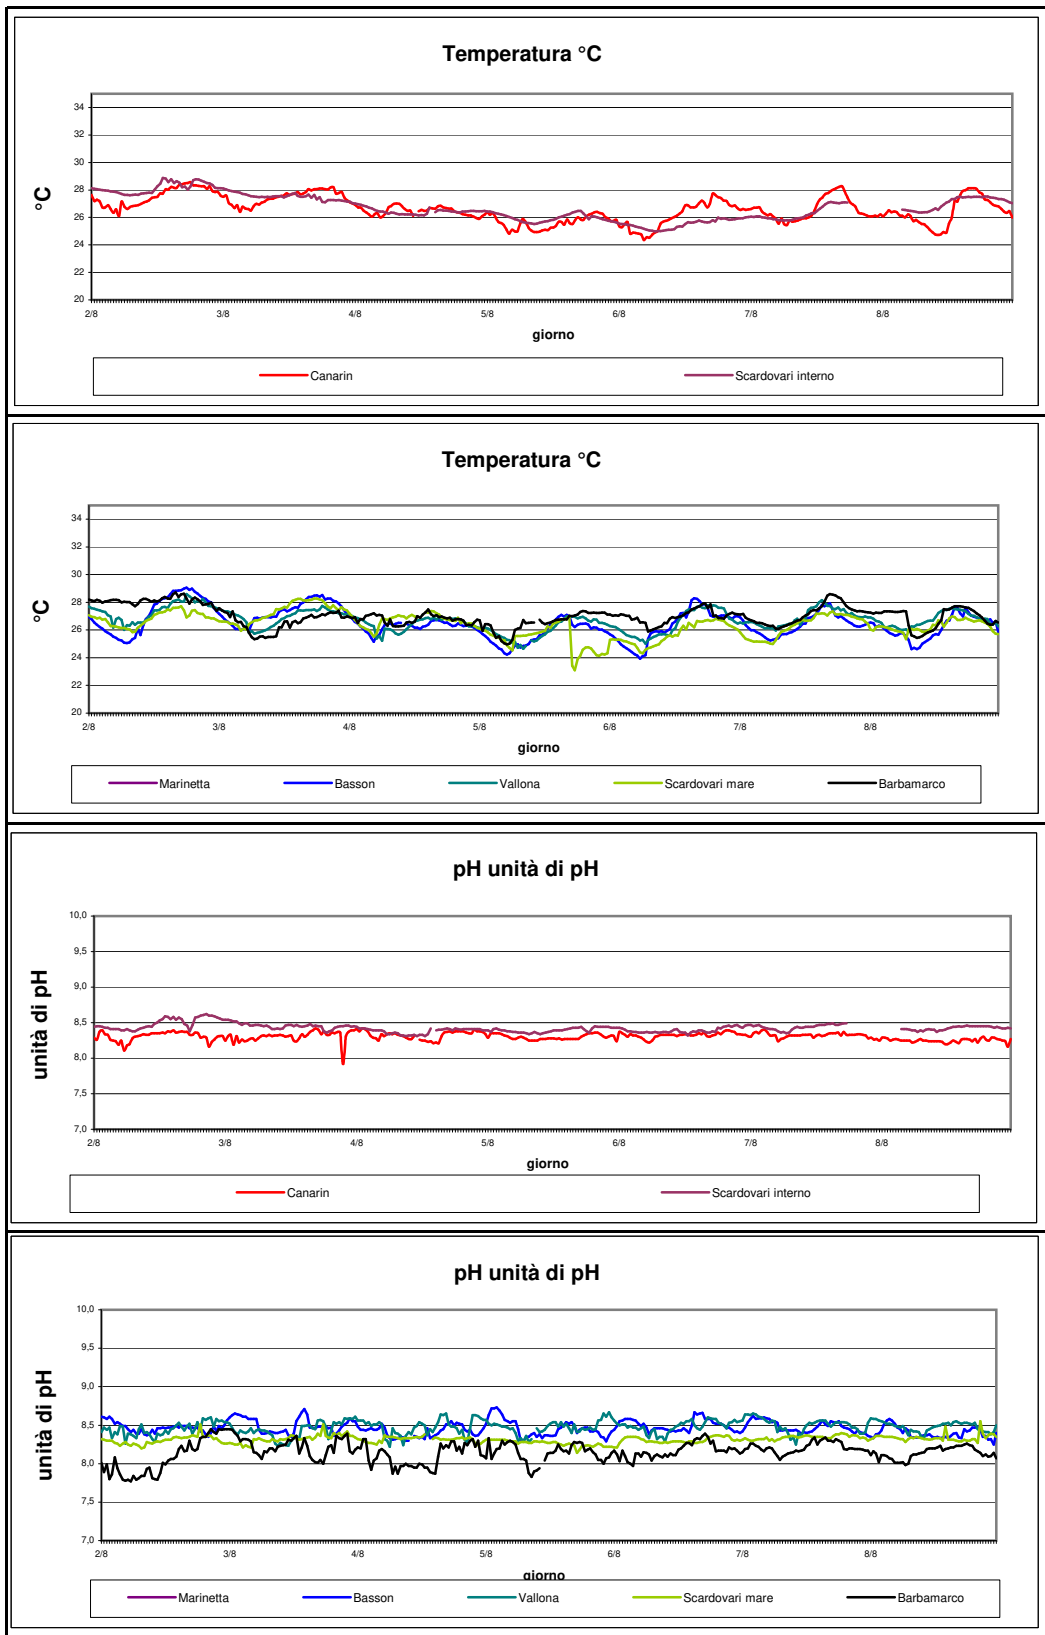 Temperatura °C
°C
34
32
30
28
26
24
22
20
2/8 3/8 4/8 5/8 6/8 7/8 8/8
giorno
Canarin Scardovari interno
Temperatura °C
°C
34
32
30
28
26
24
22
20
2/8 3/8 4/8 5/8 6/8 7/8 8/8
giorno
Marinetta Basson Vallona Scardovari mare Barbamarco
pH unità di pH
unità di pH
10,0
9,5
9,0
8,5
8,0
7,5
7,0
2/8 3/8 4/8 5/8 6/8 7/8 8/8
giorno
Canarin Scardovari interno
pH unità di pH
unità di pH
10,0
9,5
9,0
8,5
8,0
7,5
7,0
2/8 3/8 4/8 5/8 6/8 7/8 8/8
giorno
Marinetta Basson Vallona Scardovari mare Barbamarco